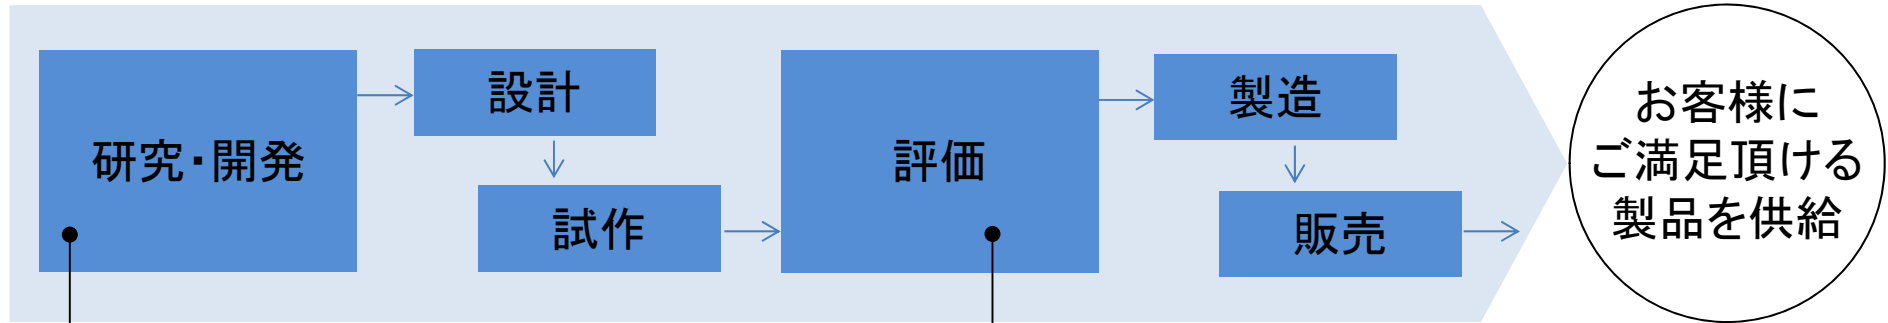 研究・開発
設計
試作
評価
製造
販売
お客様に
ご満足頂ける
製品を供給